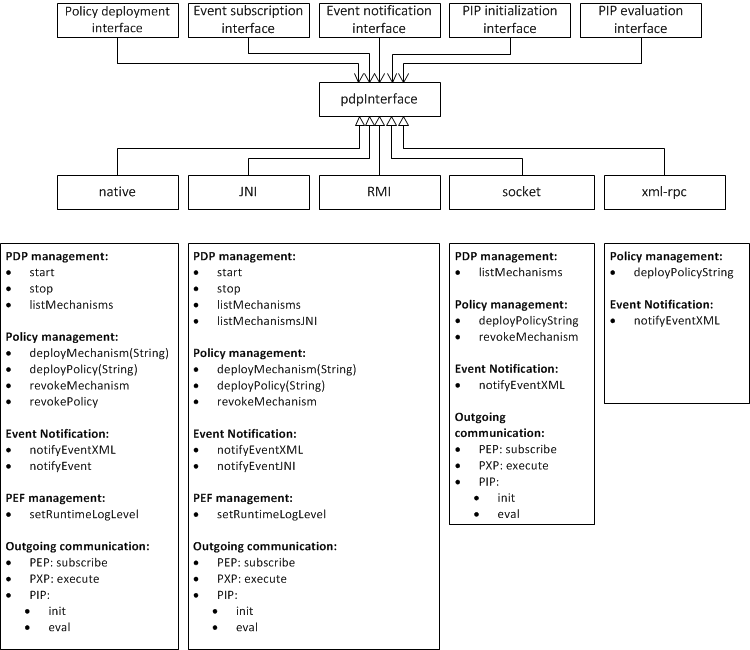 Policy deployment
interface
Event subscription
interface
Event notification
interface
PIP initialization
interface
PIP evaluation
interface
pdpInterface
native
JNI
RMI
socket
xml-rpc
PDP management:
• start
• stop
• listMechanisms
Policy management:
• deployMechanism(String)
• deployPolicy(String)
• revokeMechanism
• revokePolicy
Event Notification:
• notifyEventXML
• notifyEvent
PEF management:
• setRuntimeLogLevel
Outgoing communication:
• PEP: subscribe
• PXP: execute
• PIP:
• init
• eval
PDP management:
• start
• stop
• listMechanisms
• listMechanismsJNI
Policy management:
• deployMechanism(String)
• deployPolicy(String)
• revokeMechanism
Event Notification:
• notifyEventXML
• notifyEventJNI
PEF management:
• setRuntimeLogLevel
Outgoing communication:
• PEP: subscribe
• PXP: execute
• PIP:
• init
• eval
PDP management:
• listMechanisms
Policy management:
• deployPolicyString
• revokeMechanism
Event Notification:
• notifyEventXML
Outgoing
communication:
• PEP: subscribe
• PXP: execute
• PIP:
• init
• eval
Policy management:
• deployPolicyString
Event Notification:
• notifyEventXML